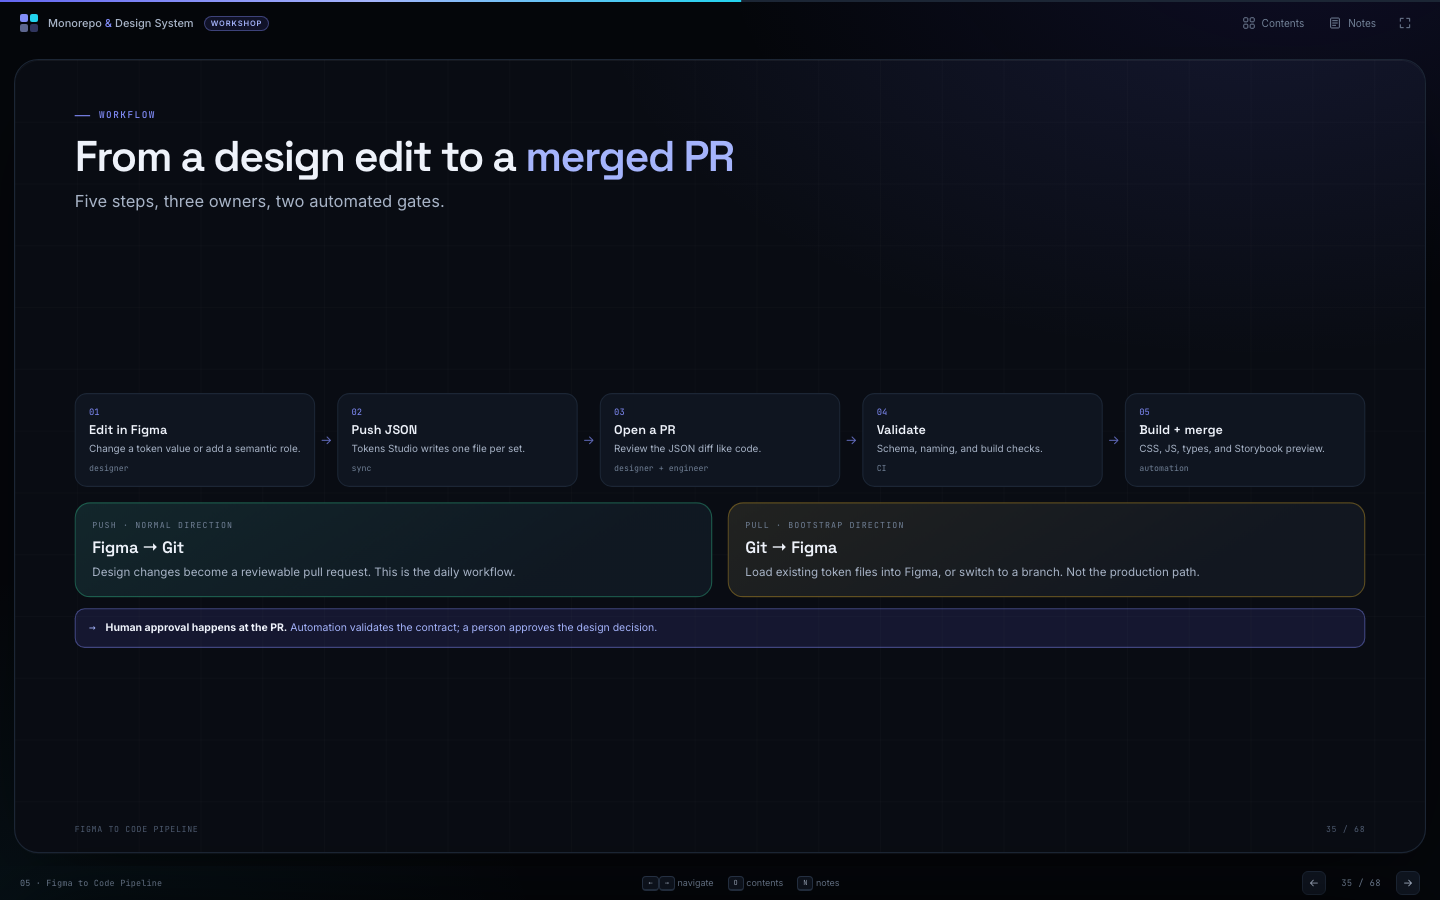 Monorepo & Design System WORKSHOP
Contents
Notes
WORKFLOW
From a design edit to a merged PR
Five steps, three owners, two automated gates.
01
Edit in Figma
Change a token value or add a semantic role.
designer
→
02
Push JSON
Tokens Studio writes one file per set.
sync
→
03
Open a PR
Review the JSON diff like code.
designer + engineer
→
04
Validate
Schema, naming, and build checks.
CI
→
05
Build + merge
CSS, JS, types, and Storybook preview.
automation
PUSH · NORMAL DIRECTION
Figma → Git
Design changes become a reviewable pull request. This is the daily workflow.
PULL · BOOTSTRAP DIRECTION
Git → Figma
Load existing token files into Figma, or switch to a branch. Not the production path.
→ Human approval happens at the PR. Automation validates the contract; a person approves the design decision.
FIGMA TO CODE PIPELINE
35 / 68
05 · Figma to Code Pipeline
← → navigate O contents N notes
← 35 / 68 →